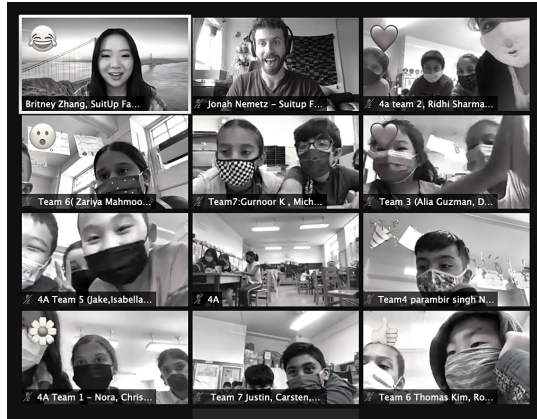 Britney Zhang, SuitUp Fa...
Jonah Nemetz – Suitup F...
4a team 2, Ridhi Sharma...
Team 6( Zariya Mahmoo...
Team7:Gurnoor K , Mich...
Team 3 (Alia Guzman, D...
4A Team 5 (Jake,Isabella...
4A
Team4 parambir singh N...
4A Team 1 – Nora, Chris...
Team 7 Justin, Carsten,...
Team 6 Thomas Kim, Ro...